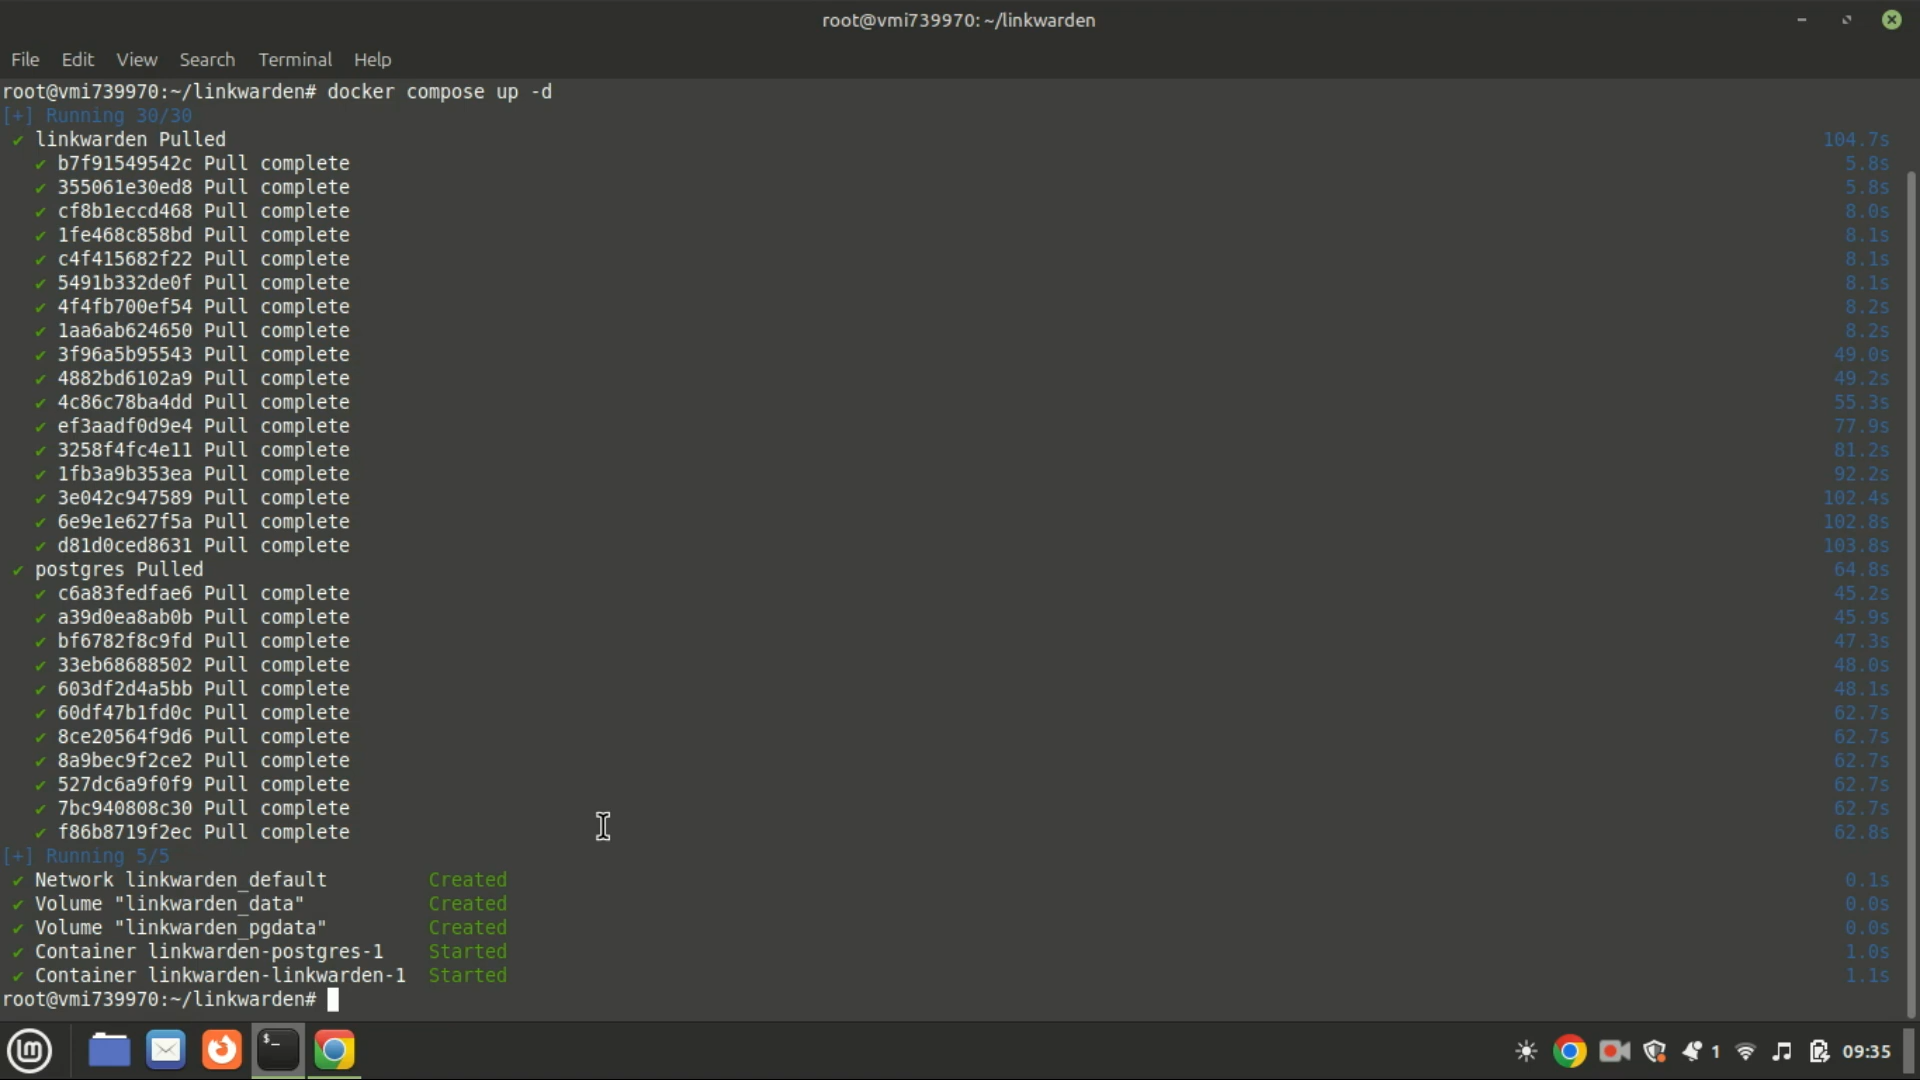 root@vmi739970: ~/linkwarden
File Edit View Search Terminal Help
root@vmi739970:~/linkwarden# docker compose up -d
[+] Running 30/30
✔ linkwarden Pulled 104.7s
✔ b7f91549542c Pull complete 5.8s
✔ 355061e30ed8 Pull complete 5.8s
✔ cf8b1eccd468 Pull complete 8.0s
✔ 1fe468c858bd Pull complete 8.1s
✔ c4f415682f22 Pull complete 8.1s
✔ 5491b332de0f Pull complete 8.1s
✔ 4f4fb700ef54 Pull complete 8.2s
✔ 1aa6ab624650 Pull complete 8.2s
✔ 3f96a5b95543 Pull complete 49.0s
✔ 4882bd6102a9 Pull complete 49.2s
✔ 4c86c78ba4dd Pull complete 55.3s
✔ ef3aadf0d9e4 Pull complete 77.9s
✔ 3258f4fc4e11 Pull complete 81.2s
✔ 1fb3a9b353ea Pull complete 92.2s
✔ 3e042c947589 Pull complete 102.4s
✔ 6e9e1e627f5a Pull complete 102.8s
✔ d81d0ced8631 Pull complete 103.8s
✔ postgres Pulled 64.8s
✔ c6a83fedfae6 Pull complete 45.2s
✔ a39d0ea8ab0b Pull complete 45.9s
✔ bf6782f8c9fd Pull complete 47.3s
✔ 33eb68688502 Pull complete 48.0s
✔ 603df2d4a5bb Pull complete 48.1s
✔ 60df47b1fd0c Pull complete 62.7s
✔ 8ce20564f9d6 Pull complete 62.7s
✔ 8a9bec9f2ce2 Pull complete 62.7s
✔ 527dc6a9f0f9 Pull complete 62.7s
✔ 7bc940808c30 Pull complete 62.7s
✔ f86b8719f2ec Pull complete 62.8s
[+] Running 5/5
✔ Network linkwarden_default Created 0.1s
✔ Volume "linkwarden_data" Created 0.0s
✔ Volume "linkwarden_pgdata" Created 0.0s
✔ Container linkwarden-postgres-1 Started 1.0s
✔ Container linkwarden-linkwarden-1 Started 1.1s
root@vmi739970:~/linkwarden#
1 09:35